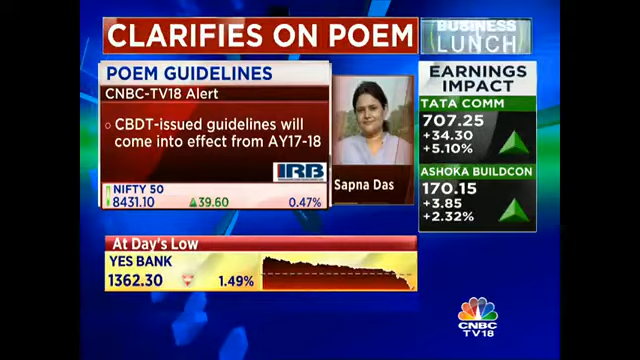 CLARIFIES ON POEM
BUSINESS
LUNCH
POEM GUIDELINES
CNBC-TV18 Alert
CBDT-issued guidelines will
come into effect from AY17-18
IRB
NIFTY 50
8431.10 39.60 0.47%
Sapna Das
EARNINGS
IMPACT
TATA COMM
707.25
+34.30
+5.10%
ASHOKA BUILDCON
170.15
+3.85
+2.32%
At Day's Low
YES BANK
1362.30 1.49%
CNBC
TV18